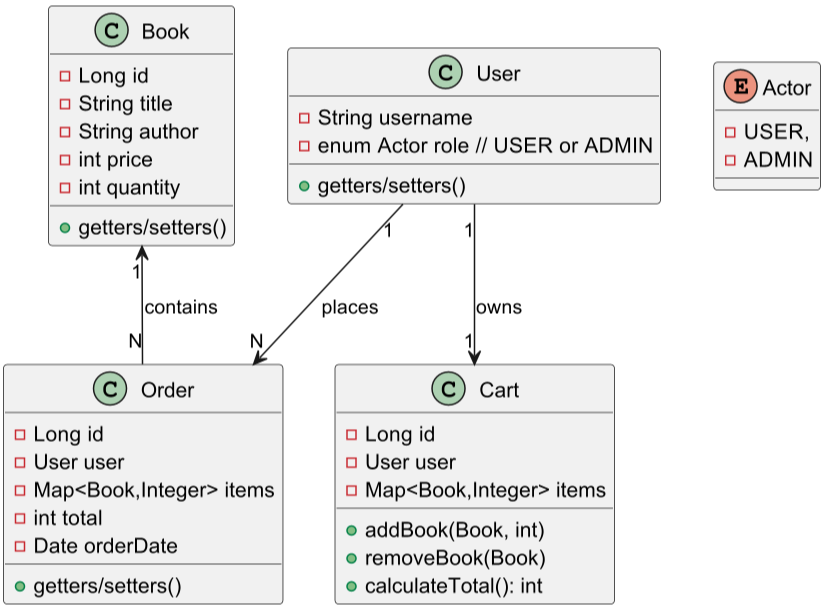 C Book
Long id
String title
String author
int price
int quantity
getters/setters()
C User
String username
enum Actor role // USER or ADMIN
getters/setters()
E Actor
USER,
ADMIN
1
contains
N
1
places
N
1
owns
1
C Order
Long id
User user
Map<Book,Integer> items
int total
Date orderDate
getters/setters()
C Cart
Long id
User user
Map<Book,Integer> items
addBook(Book, int)
removeBook(Book)
calculateTotal(): int